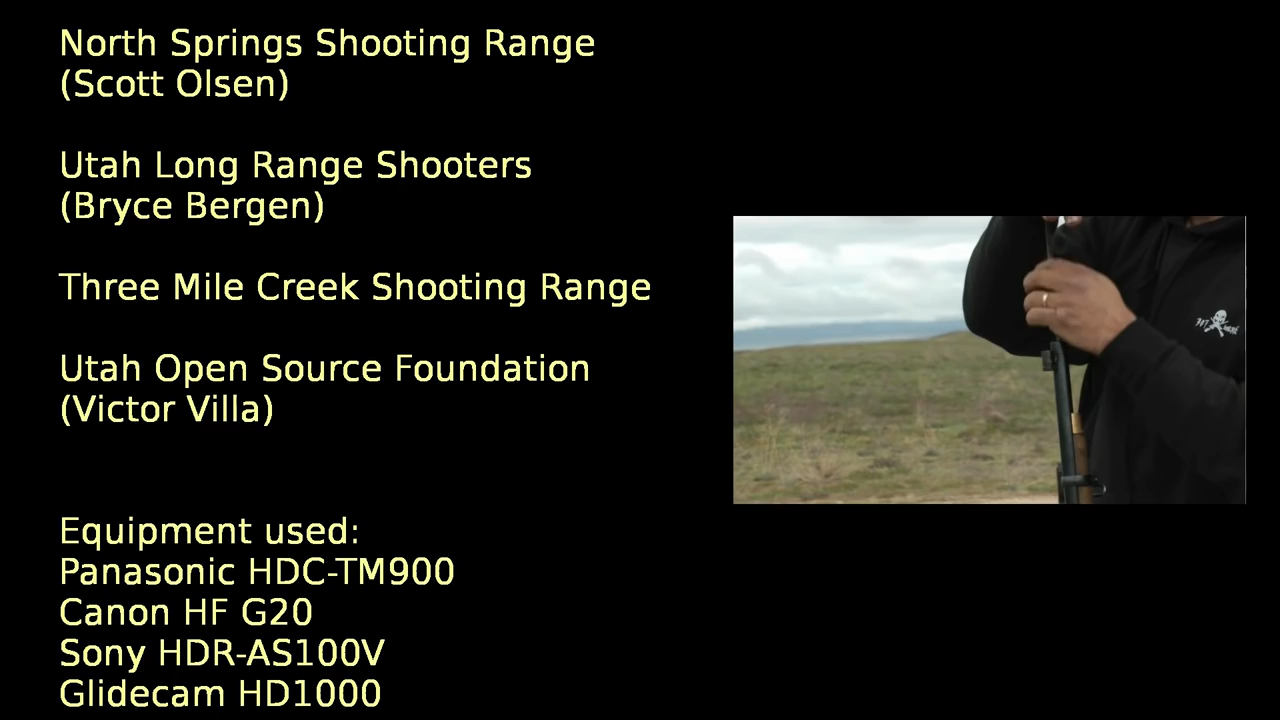 North Springs Shooting Range
(Scott Olsen)
Utah Long Range Shooters
(Bryce Bergen)
Three Mile Creek Shooting Range
Utah Open Source Foundation
(Victor Villa)
Equipment used:
Panasonic HDC-TM900
Canon HF G20
Sony HDR-AS100V
Glidecam HD1000